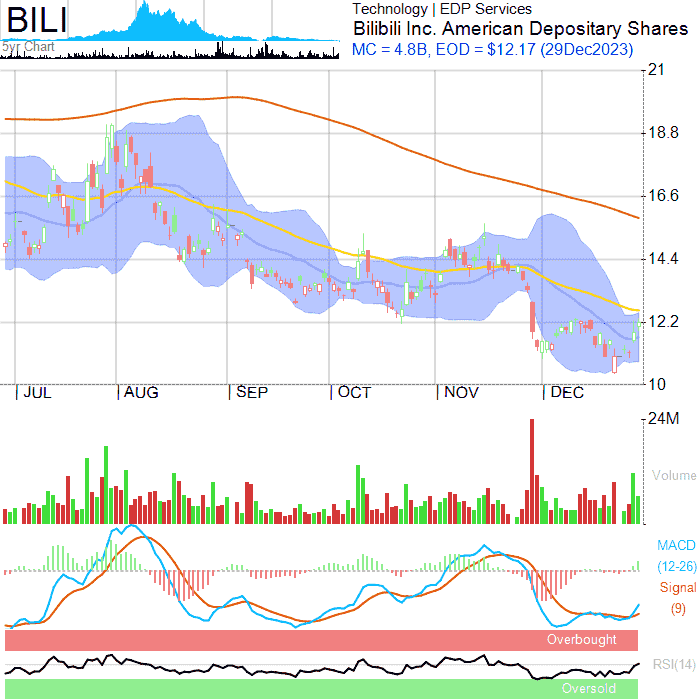 BILI
5yr Chart
Technology | EDP Services
Bilibili Inc. American Depositary Shares
MC = 4.8B, EOD = $12.17 (29Dec2023)
21
18.8
16.6
14.4
12.2
10
JUL AUG SEP OCT NOV DEC
24M
Volume
MACD
(12-26)
Signal
(9)
Overbought
RSI(14)
Oversold